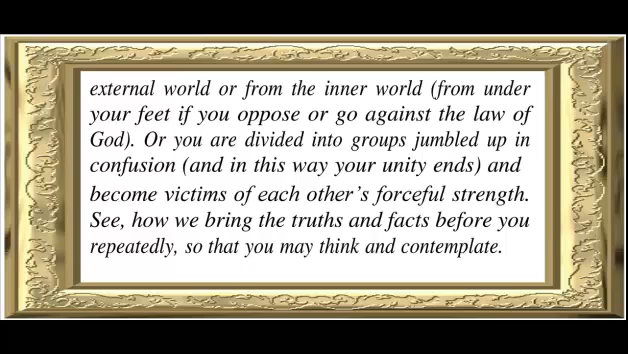 external world or from the inner world (from under
your feet if you oppose or go against the law of
God). Or you are divided into groups jumbled up in
confusion (and in this way your unity ends) and
become victims of each other's forceful strength.
See, how we bring the truths and facts before you
repeatedly, so that you may think and contemplate.